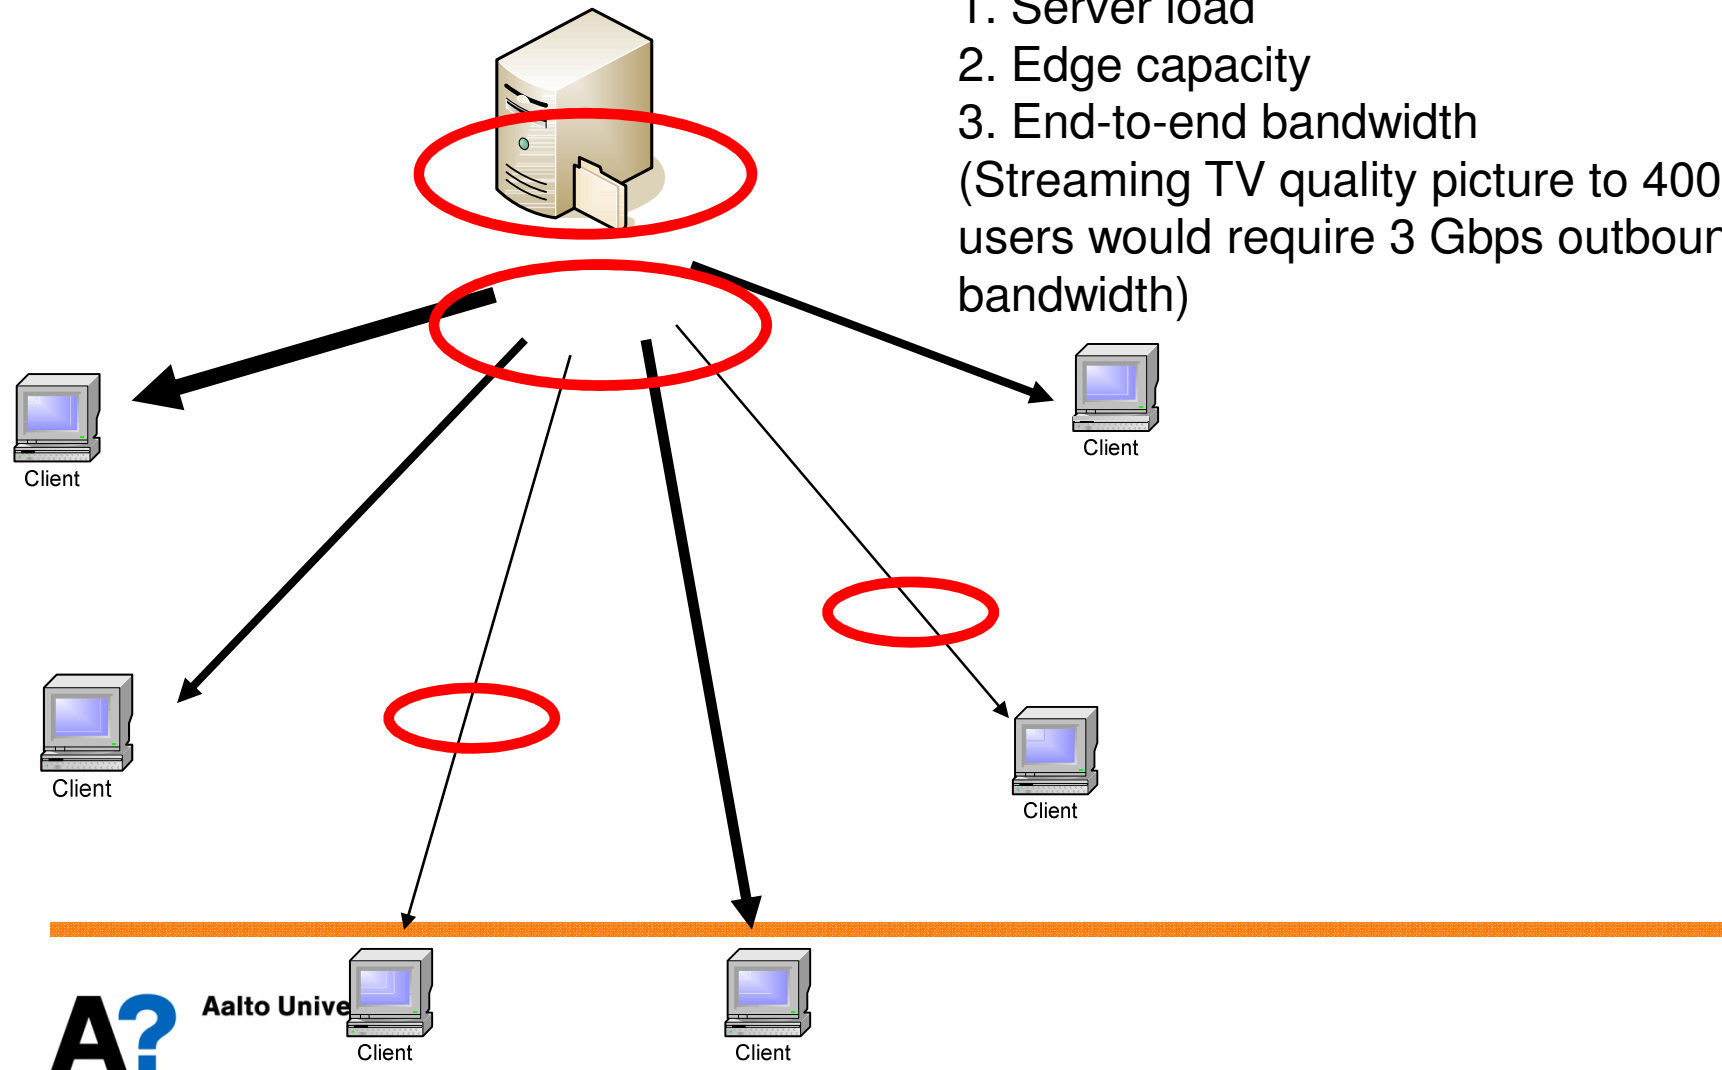 1. Server load
2. Edge capacity
3. End-to-end bandwidth
(Streaming TV quality picture to 400
users would require 3 Gbps outboun
bandwidth)
Client
Client
Client
Client
Aalto Unive
A?
Client
Client